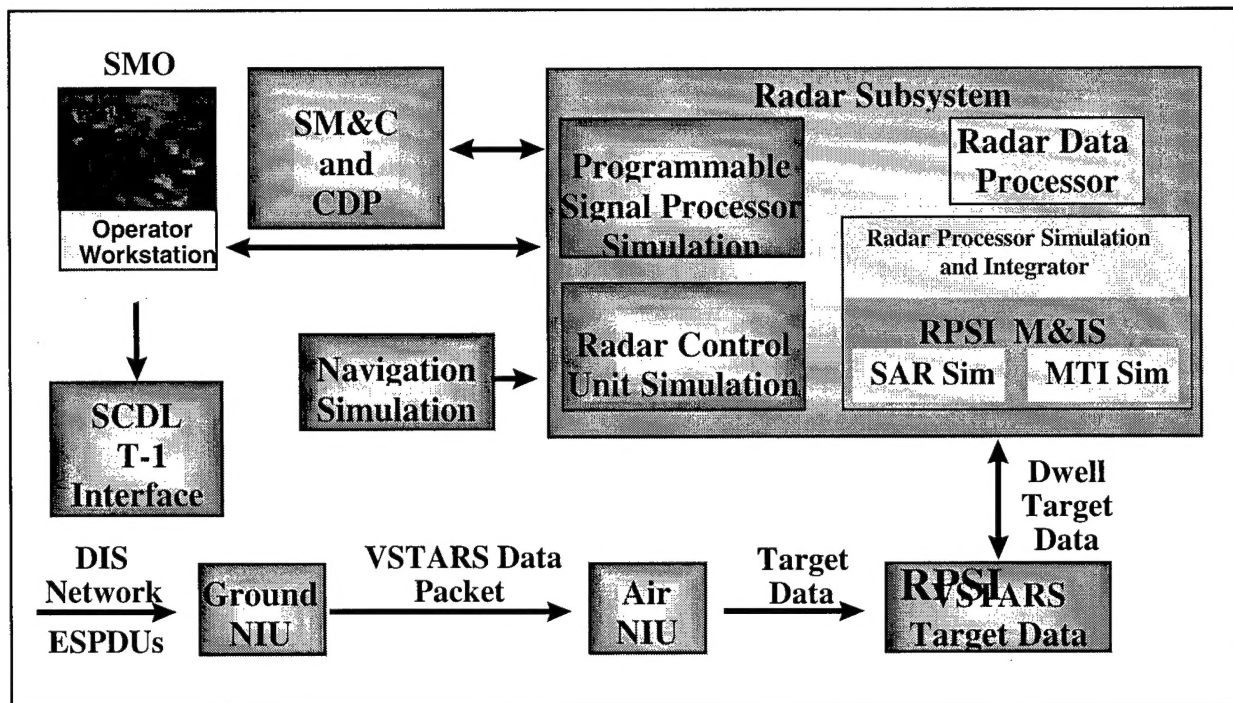 SMO
Operator
Workstation
SM&C
and
CDP
Radar Subsystem
Programmable
Signal Processor
Simulation
Radar Data
Processor
Radar Processor Simulation
and Integrator
RPSI M&IS
SAR Sim
MTI Sim
Radar Control
Unit Simulation
Navigation
Simulation
SCDL
T-1
Interface
Dwell
Target
Data
DIS
Network
ESPDUs
Ground
NIU
VSTARS Data
Packet
Air
NIU
Target
Data
RPSI
VSTARS
Target Data